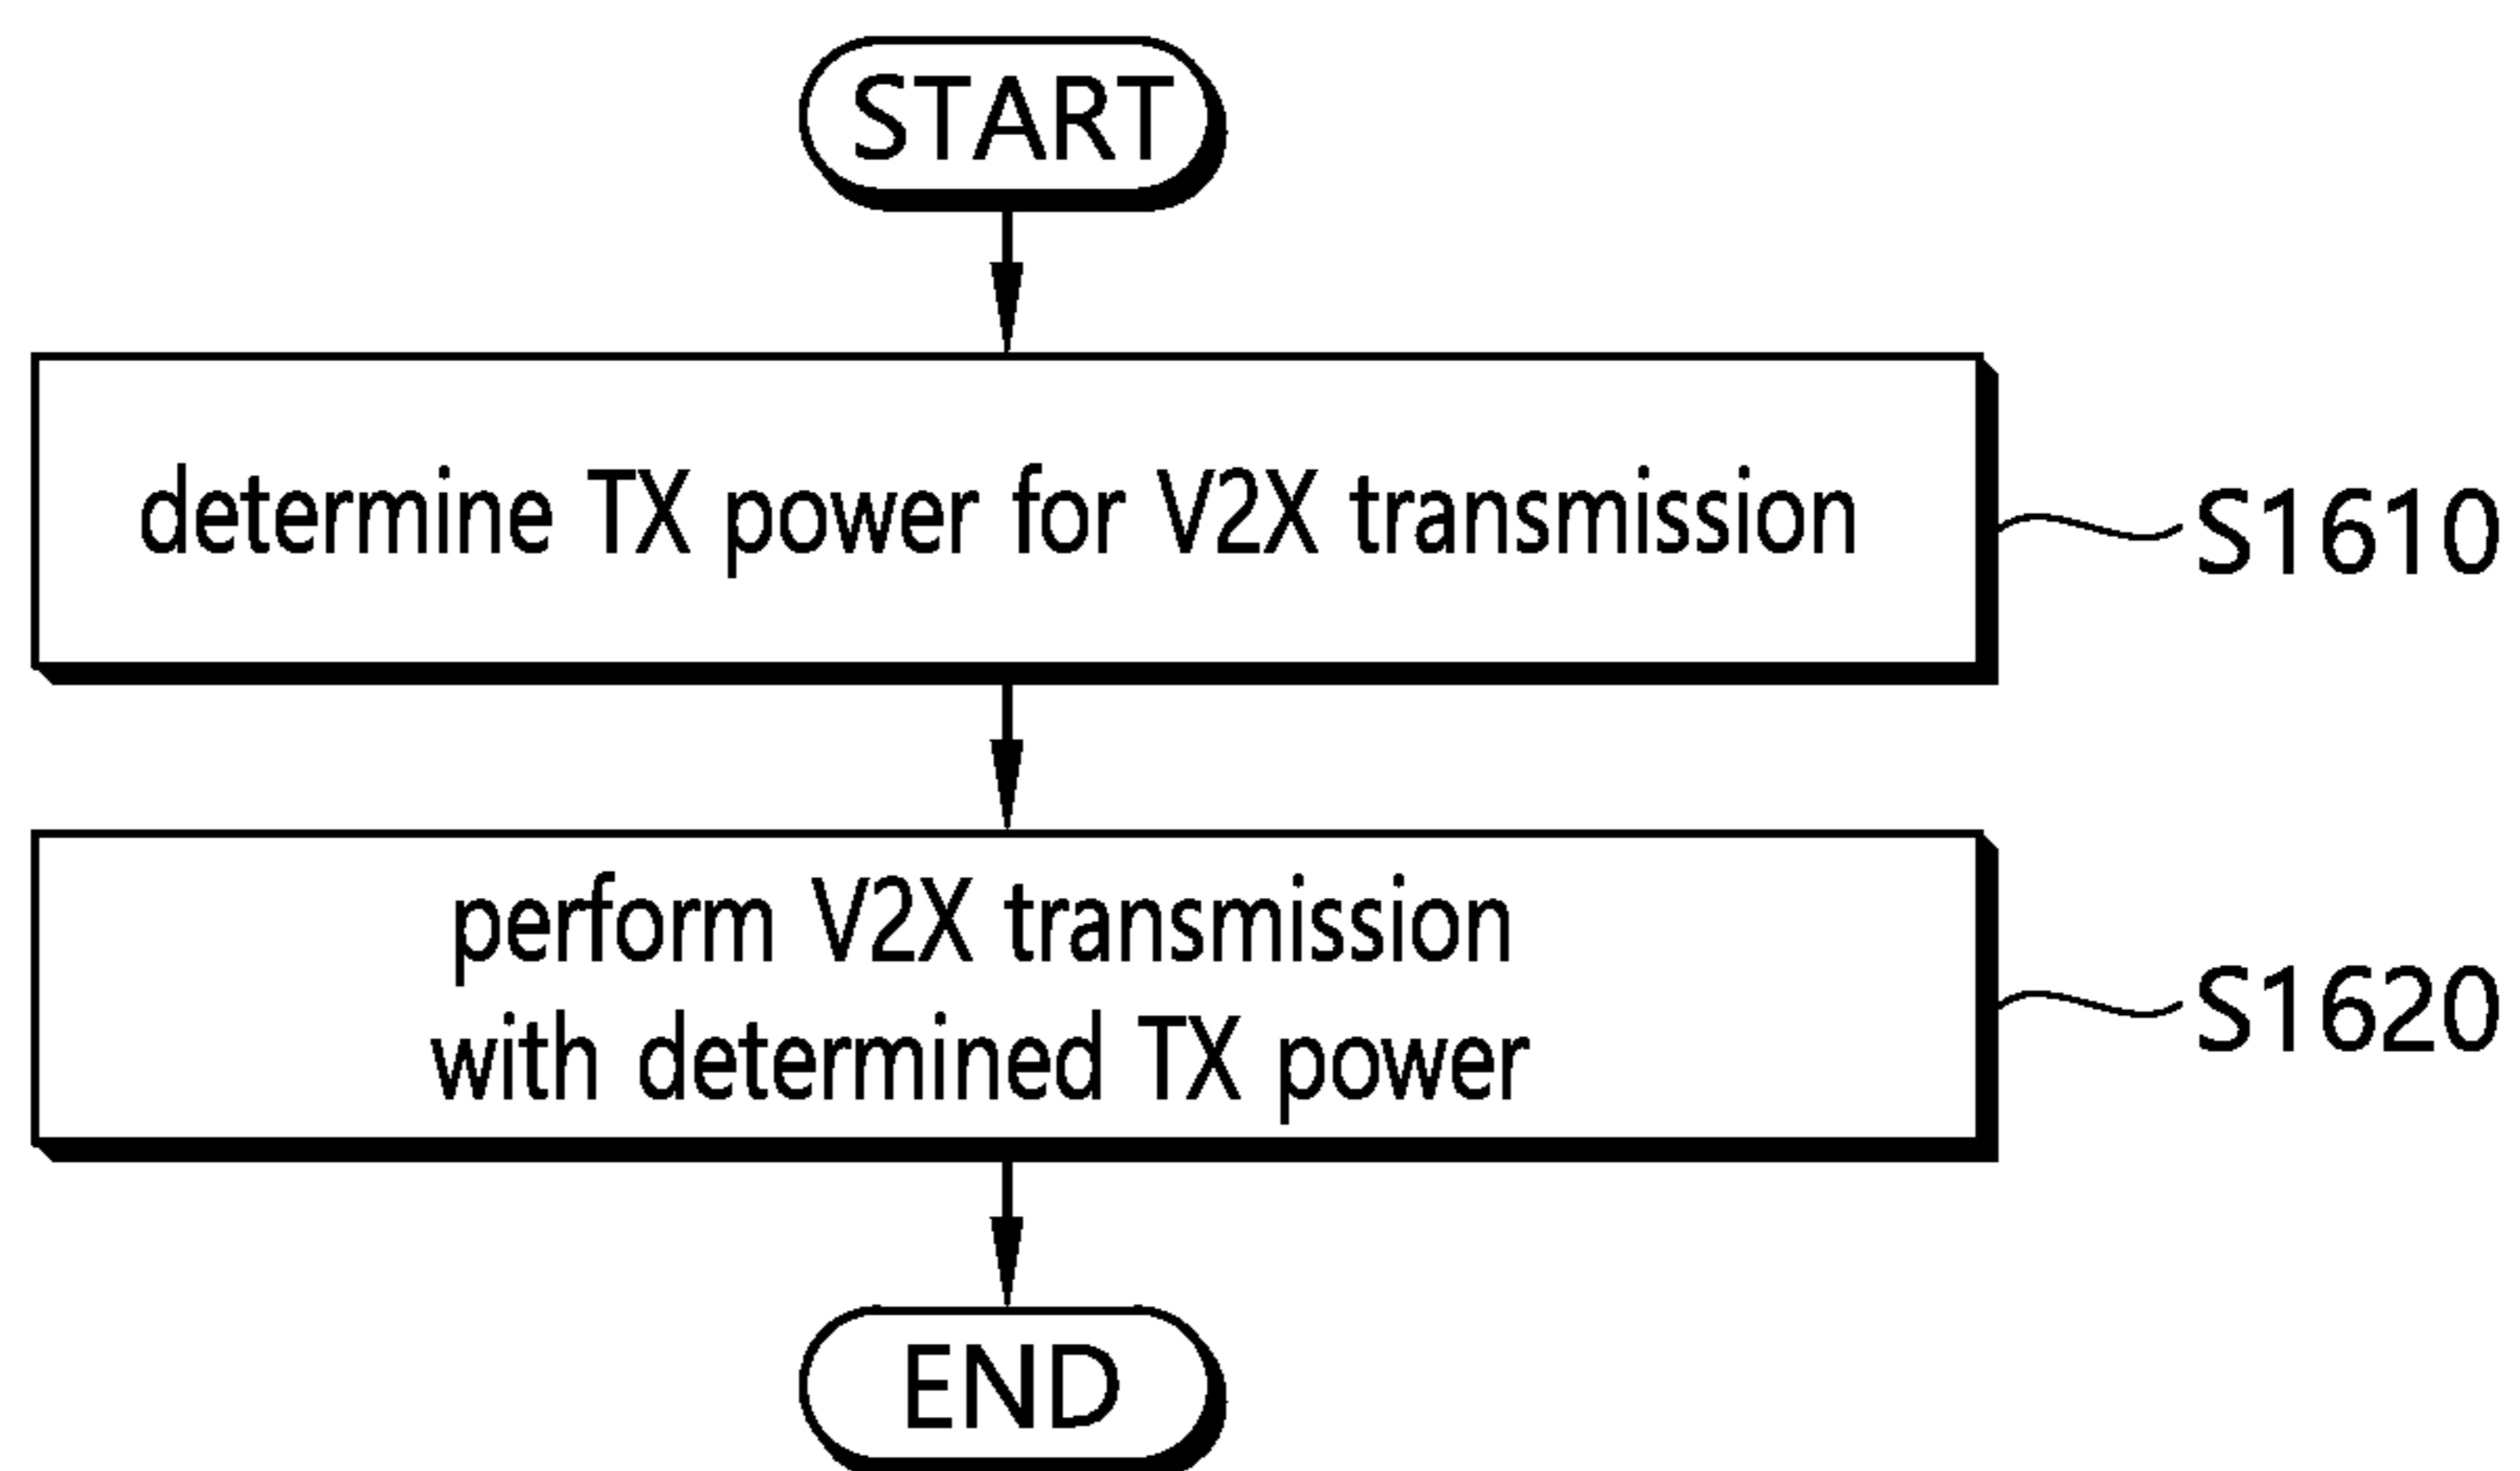 START
determine TX power for V2X transmission
S1610
perform V2X transmission
with determined TX power
S1620
END